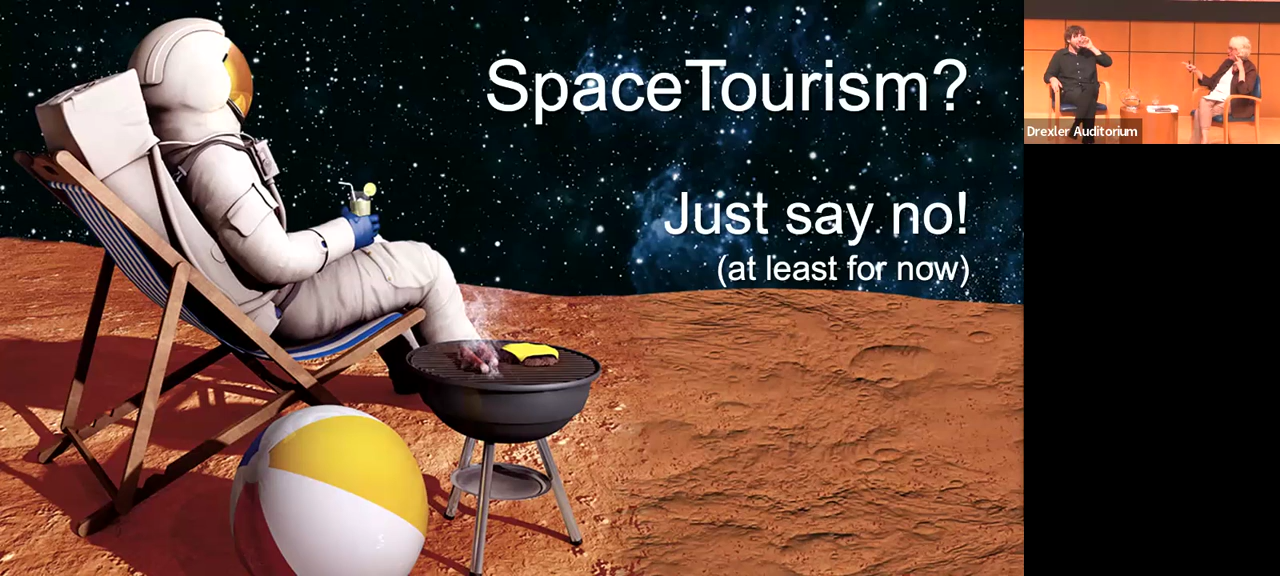 SpaceTourism?
Just say no!
(at least for now)
Drexler Auditorium